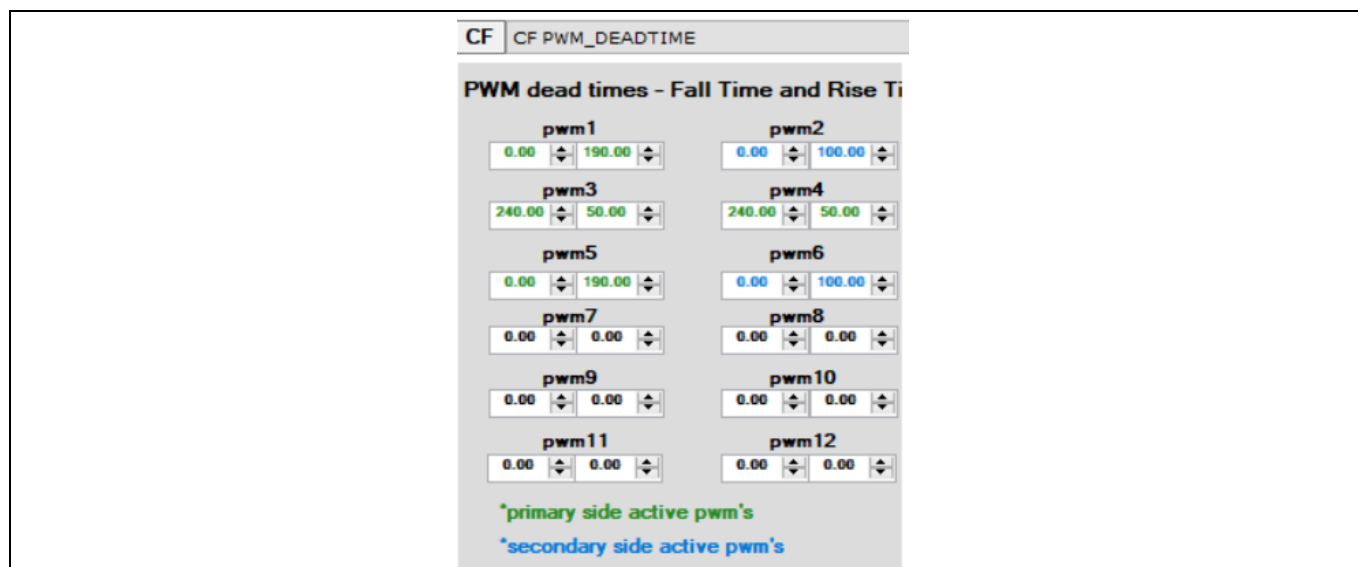 CF CF PWM_DEADTIME
PWM dead times - Fall Time and Rise Ti
pwm1 pwm2
0.00 190.00 0.00 100.00
pwm3 pwm4
240.00 50.00 240.00 50.00
pwm5 pwm6
0.00 190.00 0.00 100.00
pwm7 pwm8
0.00 0.00 0.00 0.00
pwm9 pwm10
0.00 0.00 0.00 0.00
pwm11 pwm12
0.00 0.00 0.00 0.00
*primary side active pwm's
*secondary side active pwm's